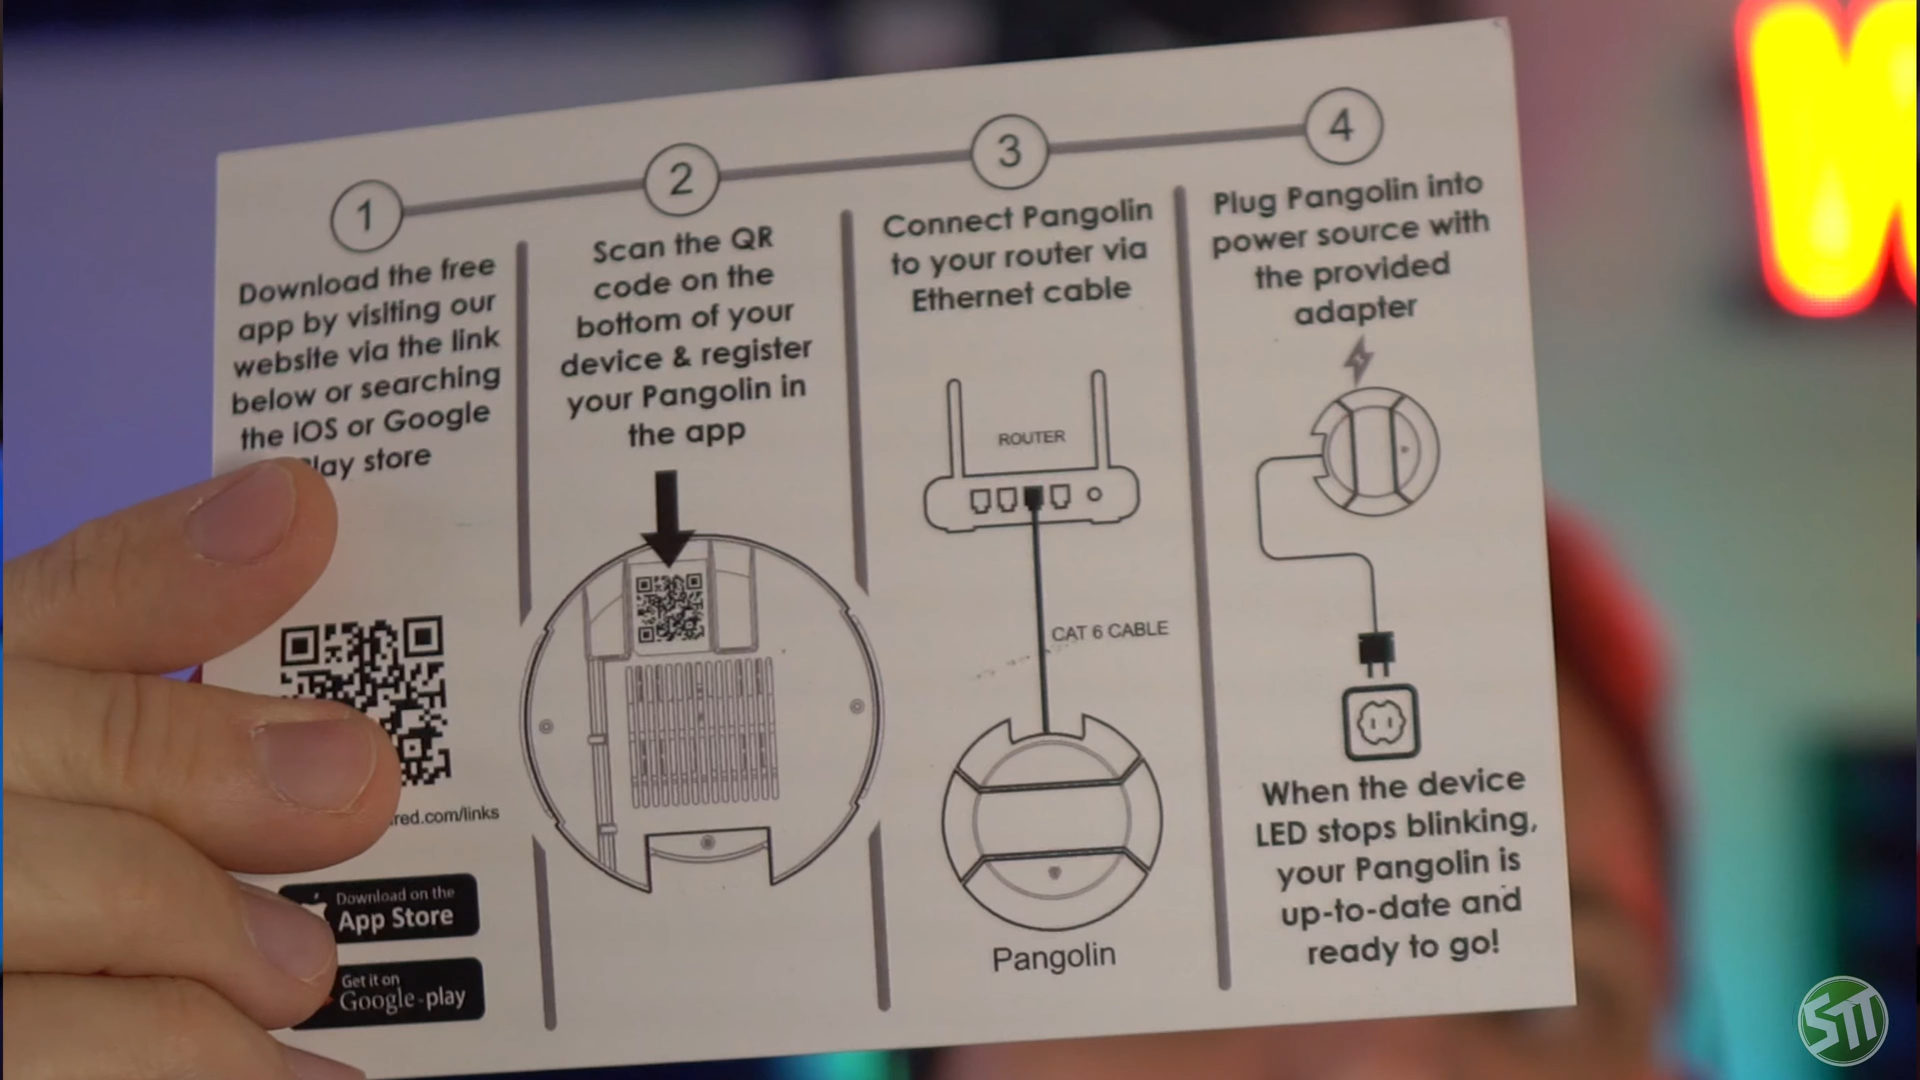 1
Download the free
app by visiting our
website via the link
below or searching
the iOS or Google
lay store
red.com/links
Download on the
App Store
Get it on
Google-play
2
Scan the QR
code on the
bottom of your
device & register
your Pangolin in
the app
3
Connect Pangolin
to your router via
Ethernet cable
ROUTER
CAT 6 CABLE
Pangolin
4
Plug Pangolin into
power source with
the provided
adapter
When the device
LED stops blinking,
your Pangolin is
up-to-date and
ready to go!
STT